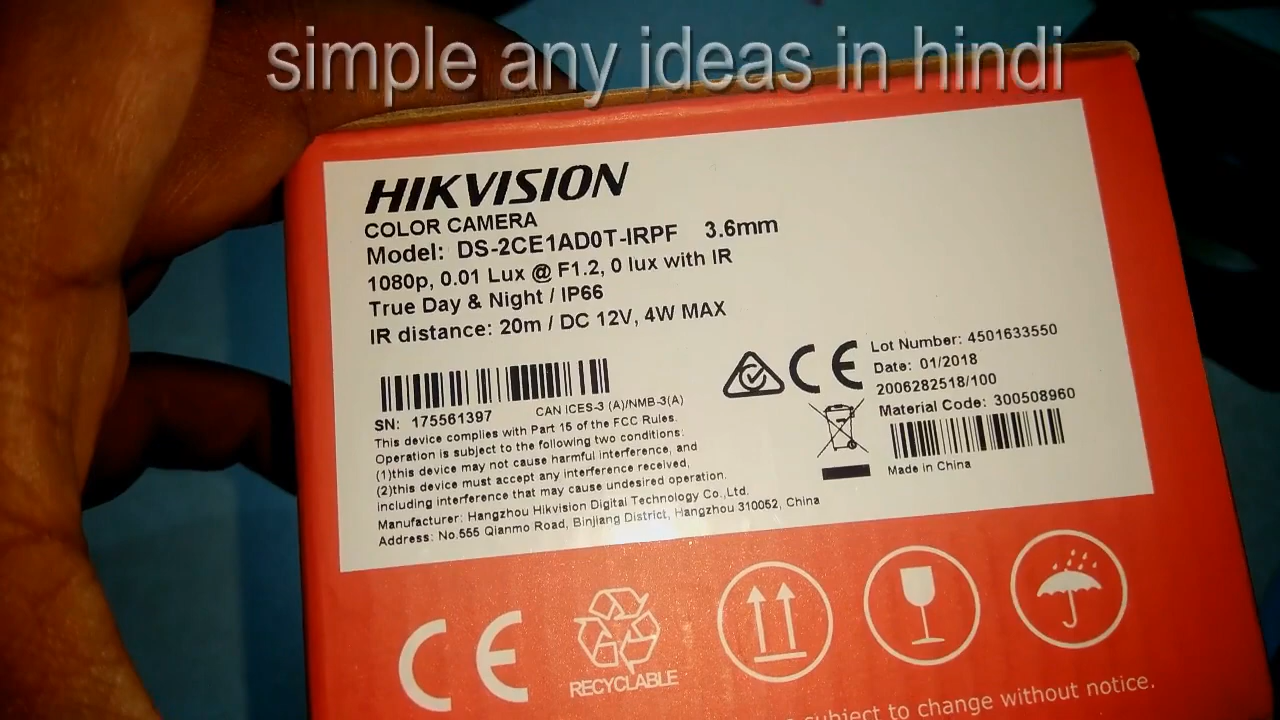 simple any ideas in hindi
HIKVISION
COLOR CAMERA
Model: DS-2CE1AD0T-IRPF 3.6mm
1080p, 0.01 Lux @ F1.2, 0 lux with IR
True Day & Night / IP66
IR distance: 20m / DC 12V, 4W MAX
SN: 175561397
CAN ICES-3 (A)/NMB-3(A)
This device complies with Part 15 of the FCC Rules.
Operation is subject to the following two conditions:
(1)this device may not cause harmful interference, and
(2)this device must accept any interference received,
including interference that may cause undesired operation.
Manufacturer: Hangzhou Hikvision Digital Technology Co.,Ltd.
Address: No.555 Qianmo Road, Binjiang District, Hangzhou 310052, China
CE
Lot Number: 4501633550
Date: 01/2018
2006282518/100
Material Code: 300508960
Made in China
CE
RECYCLABLE
subject to change without notice.